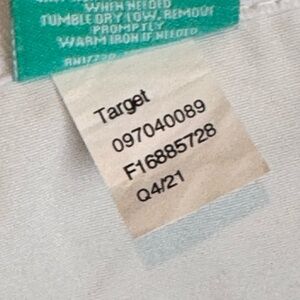 WHEN NEEDED
TUMBLE DRY LOW. REMOVE
PROMPTLY
WARM IRON IF NEEDED
Target
097040089
F16885728
Q4/21